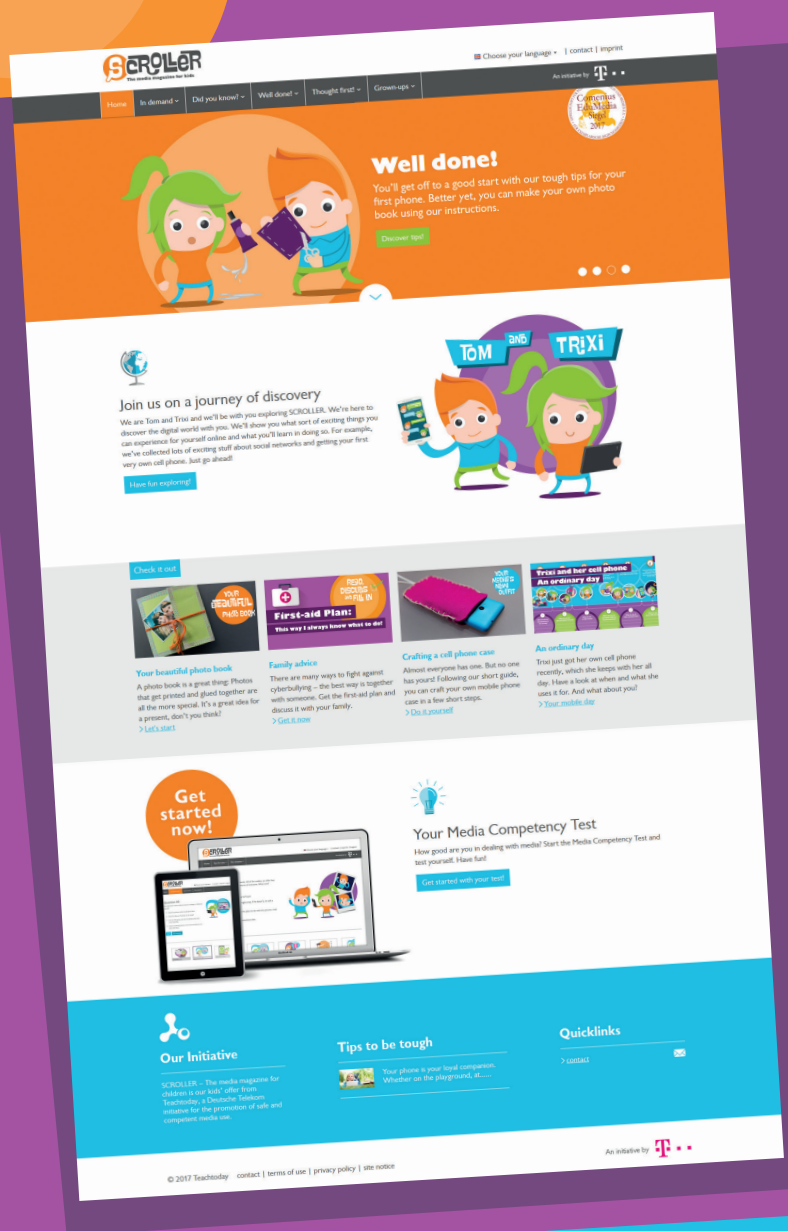 SCROLLER
The media magazine for kids
Choose your language | contact | imprint
An initiative by T
Home In demand Did you know? Well done! Thought first! Grown-ups
Comenius
EduMedia
Siegel
2017
Well done!
You'll get off to a good start with our tough tips for your
first phone. Better yet, you can make your own photo
book using our instructions.
Discover tips!
TOM AND TRIXI
Join us on a journey of discovery
We are Tom and Trixi and we'll be with you exploring SCROLLER. We're here to
discover the digital world with you. We'll show you what sort of exciting things you
can experience for yourself online and what you'll learn in doing so. For example,
we've collected lots of exciting stuff about social networks and getting your first
very own cell phone. Just go ahead!
Have fun exploring!
Check it out
YOUR
BEAUTIFUL
PHOTO BOOK
Your beautiful photo book
A photo book is a great thing: Photos
that get printed and glued together are
all the more special. It's a great idea for
a present, don't you think?
> Let's start
READ,
DISCUSS
AND FILL IN
First-aid Plan:
This way I always know what to do!
Family advice
There are many ways to fight against
cyberbullying – the best way is together
with someone. Get the first-aid plan and
discuss it with your family.
> Get it now
YOUR
MOBILE'S
NEW
OUTFIT
Crafting a cell phone case
Almost everyone has one. But no one
has yours! Following our short guide,
you can craft your own mobile phone
case in a few short steps.
> Do it yourself
Trixi and her cell phone
An ordinary day
An ordinary day
Trixi just got her own cell phone
recently, which she keeps with her all
day. Have a look at when and what she
uses it for. And what about you?
> Your mobile day
Get
started
now!
SCROLLER
SCROLLER
Your Media Competency Test
How good are you in dealing with media? Start the Media Competency Test and
test yourself. Have fun!
Get started with your test!
Our Initiative
SCROLLER – The media magazine for
children is our kids' offer from
Teachtoday, a Deutsche Telekom
initiative for the promotion of safe and
competent media use.
Tips to be tough
Your phone is your loyal companion.
Whether on the playground, at......
Quicklinks
> contact
© 2017 Teachtoday contact | terms of use | privacy policy | site notice
An initiative by T